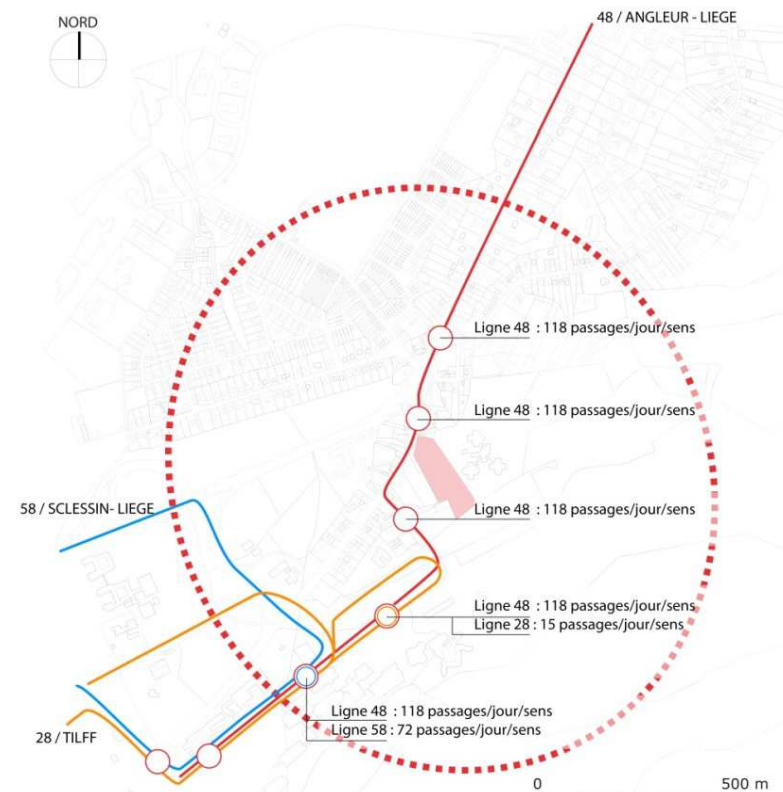 NORD
48 / ANGLEUR - LIEGE
Ligne 48 : 118 passages/jour/sens
Ligne 48 : 118 passages/jour/sens
58 / SCLESSIN- LIEGE
Ligne 48 : 118 passages/jour/sens
Ligne 48 : 118 passages/jour/sens
Ligne 28 : 15 passages/jour/sens
Ligne 48 : 118 passages/jour/sens
Ligne 58 : 72 passages/jour/sens
28 / TILFF
0 500 m